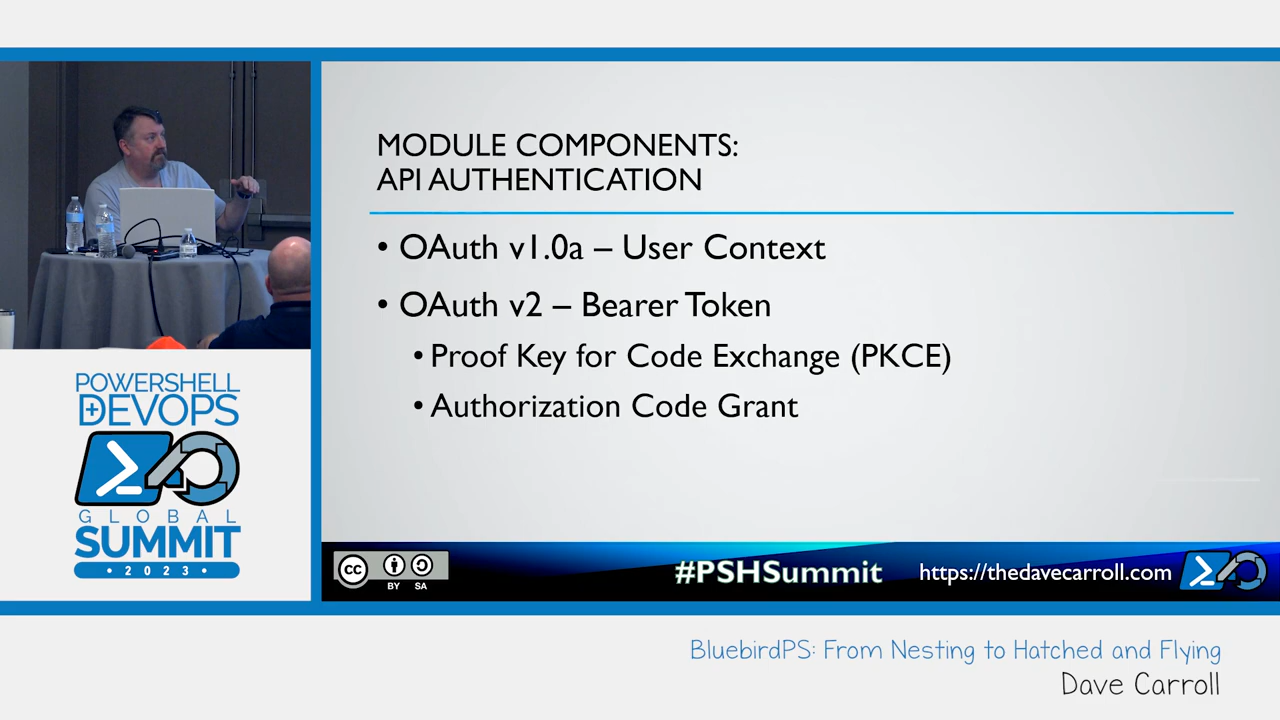 MODULE COMPONENTS:
API AUTHENTICATION
• OAuth v1.0a – User Context
• OAuth v2 – Bearer Token
• Proof Key for Code Exchange (PKCE)
• Authorization Code Grant
POWERSHELL
+DEVOPS
GLOBAL
SUMMIT
• 2023 •
cc
BY SA
#PSHSummit
https://thedavecarroll.com
BluebirdPS: From Nesting to Hatched and Flying
Dave Carroll